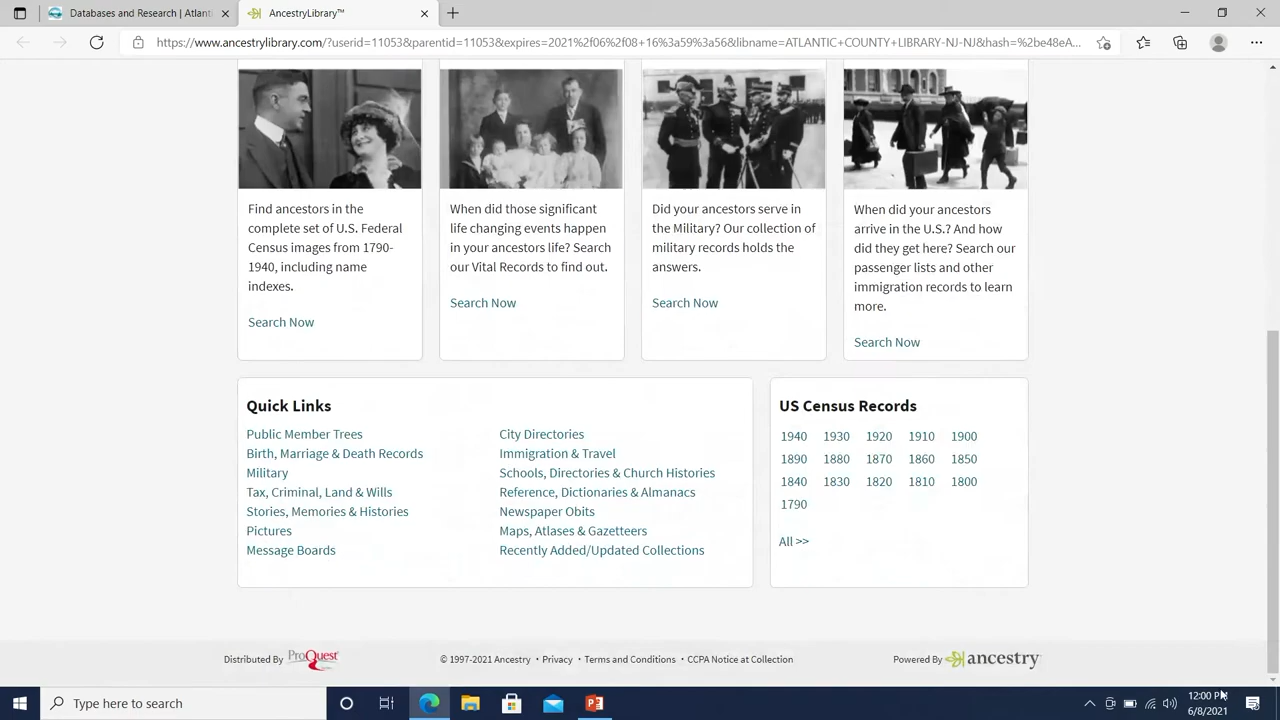 Databases and Research | Atlanti
AncestryLibrary™
https://www.ancestrylibrary.com/?userid=11053&parentid=11053&expires=2021%2f06%2f08+16%3a59%3a56&libname=ATLANTIC+COUNTY+LIBRARY-NJ-NJ&hash=%2be48eA...
Find ancestors in the
complete set of U.S. Federal
Census images from 1790-
1940, including name
indexes.
Search Now
When did those significant
life changing events happen
in your ancestors life? Search
our Vital Records to find out.
Search Now
Did your ancestors serve in
the Military? Our collection of
military records holds the
answers.
Search Now
When did your ancestors
arrive in the U.S.? And how
did they get here? Search our
passenger lists and other
immigration records to learn
more.
Search Now
Quick Links
Public Member Trees
Birth, Marriage & Death Records
Military
Tax, Criminal, Land & Wills
Stories, Memories & Histories
Pictures
Message Boards
City Directories
Immigration & Travel
Schools, Directories & Church Histories
Reference, Dictionaries & Almanacs
Newspaper Obits
Maps, Atlases & Gazetteers
Recently Added/Updated Collections
US Census Records
1940 1930 1920 1910 1900
1890 1880 1870 1860 1850
1840 1830 1820 1810 1800
1790
All >>
Distributed By ProQuest
© 1997-2021 Ancestry · Privacy · Terms and Conditions · CCPA Notice at Collection
Powered By ancestry
Type here to search
12:00 PM
6/8/2021